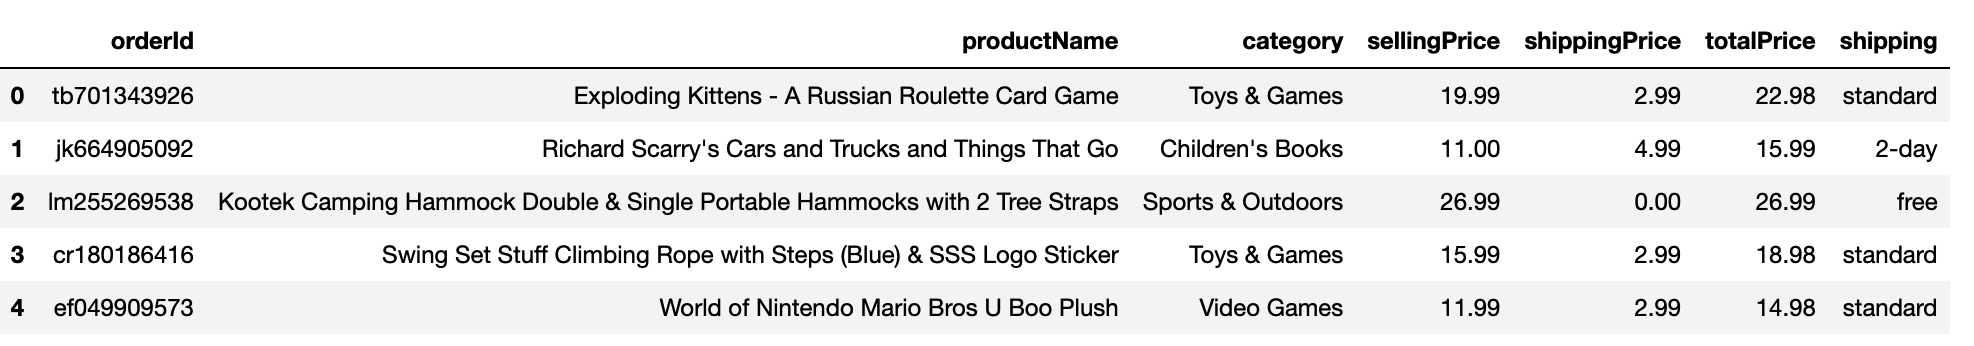 orderId productName category sellingPrice shippingPrice totalPrice shipping
0 tb701343926 Exploding Kittens - A Russian Roulette Card Game Toys & Games 19.99 2.99 22.98 standard
1 jk664905092 Richard Scarry's Cars and Trucks and Things That Go Children's Books 11.00 4.99 15.99 2-day
2 lm255269538 Kootek Camping Hammock Double & Single Portable Hammocks with 2 Tree Straps Sports & Outdoors 26.99 0.00 26.99 free
3 cr180186416 Swing Set Stuff Climbing Rope with Steps (Blue) & SSS Logo Sticker Toys & Games 15.99 2.99 18.98 standard
4 ef049909573 World of Nintendo Mario Bros U Boo Plush Video Games 11.99 2.99 14.98 standard